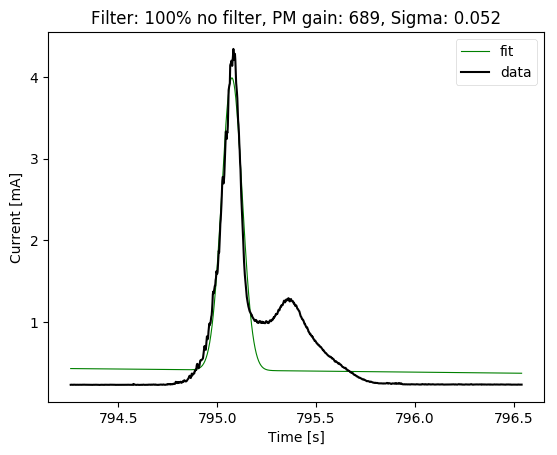 Filter: 100% no filter, PM gain: 689, Sigma: 0.052
fit
data
4
3
2
1
Current [mA]
794.5 795.0 795.5 796.0 796.5
Time [s]